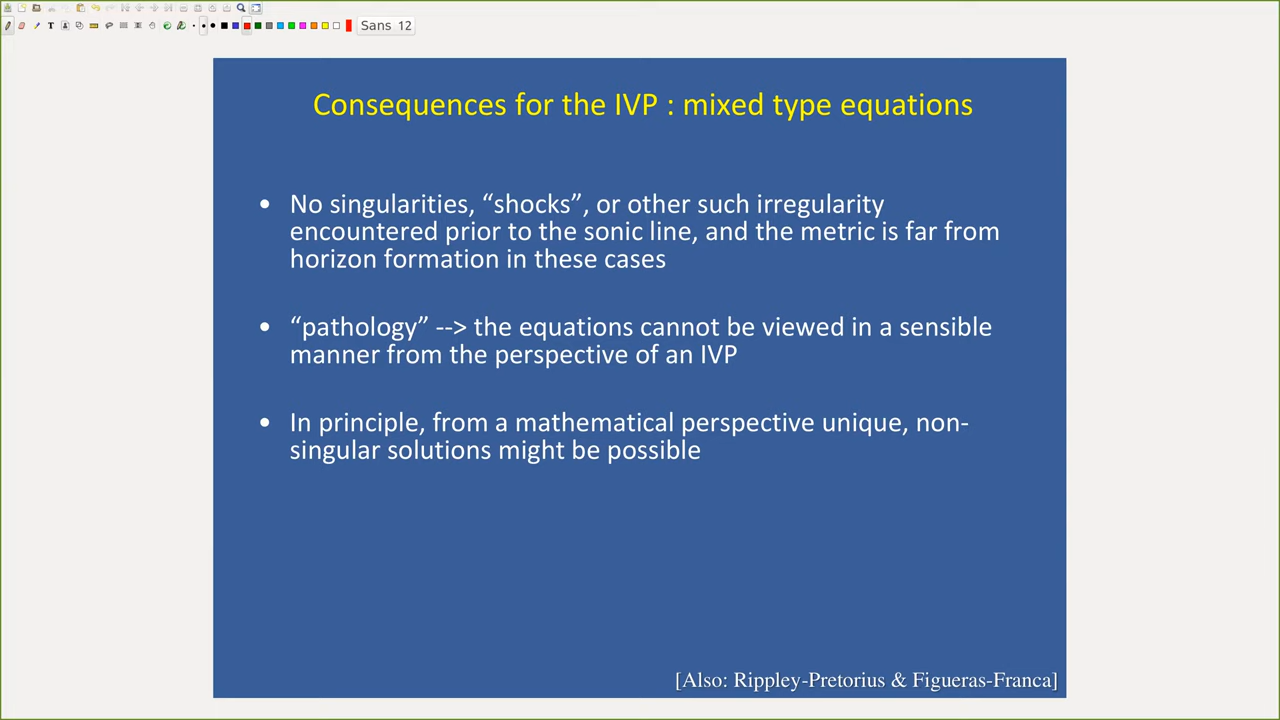 Sans 12
Consequences for the IVP : mixed type equations
• No singularities, “shocks”, or other such irregularity
encountered prior to the sonic line, and the metric is far from
horizon formation in these cases
• “pathology” --> the equations cannot be viewed in a sensible
manner from the perspective of an IVP
• In principle, from a mathematical perspective unique, non-
singular solutions might be possible
[Also: Rippley-Pretorius & Figueras-Franca]